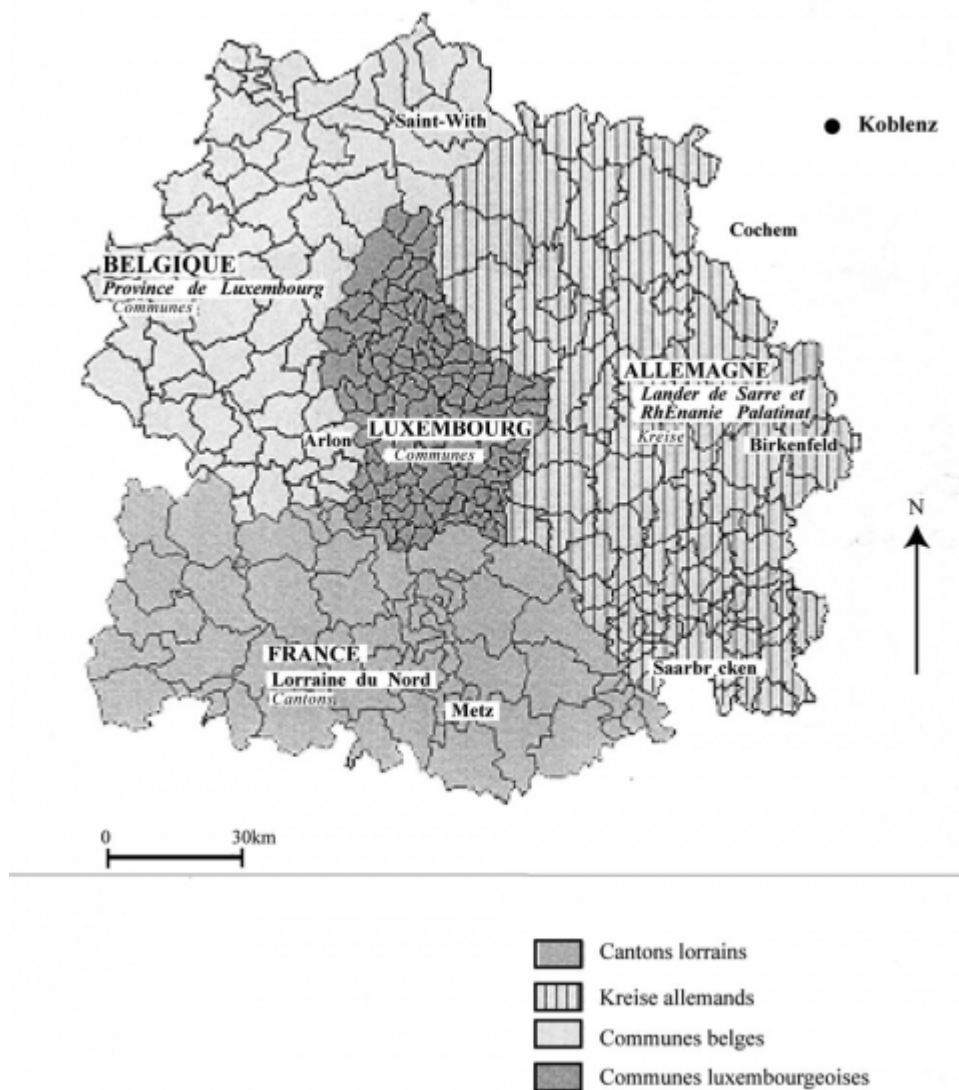 Saint-With
Koblenz
Cochem
BELGIQUE
Province de Luxembourg
Communes
ALLEMAGNE
Lander de Sarre et
RhEnanie Palatinat
Kreise
Birkenfeld
Arlon
LUXEMBOURG
Communes
N
FRANCE
Lorraine du Nord
Cantons
Saarbr cken
Metz
0 30km
Cantons lorrains
Kreise allemands
Communes belges
Communes luxembourgeoises